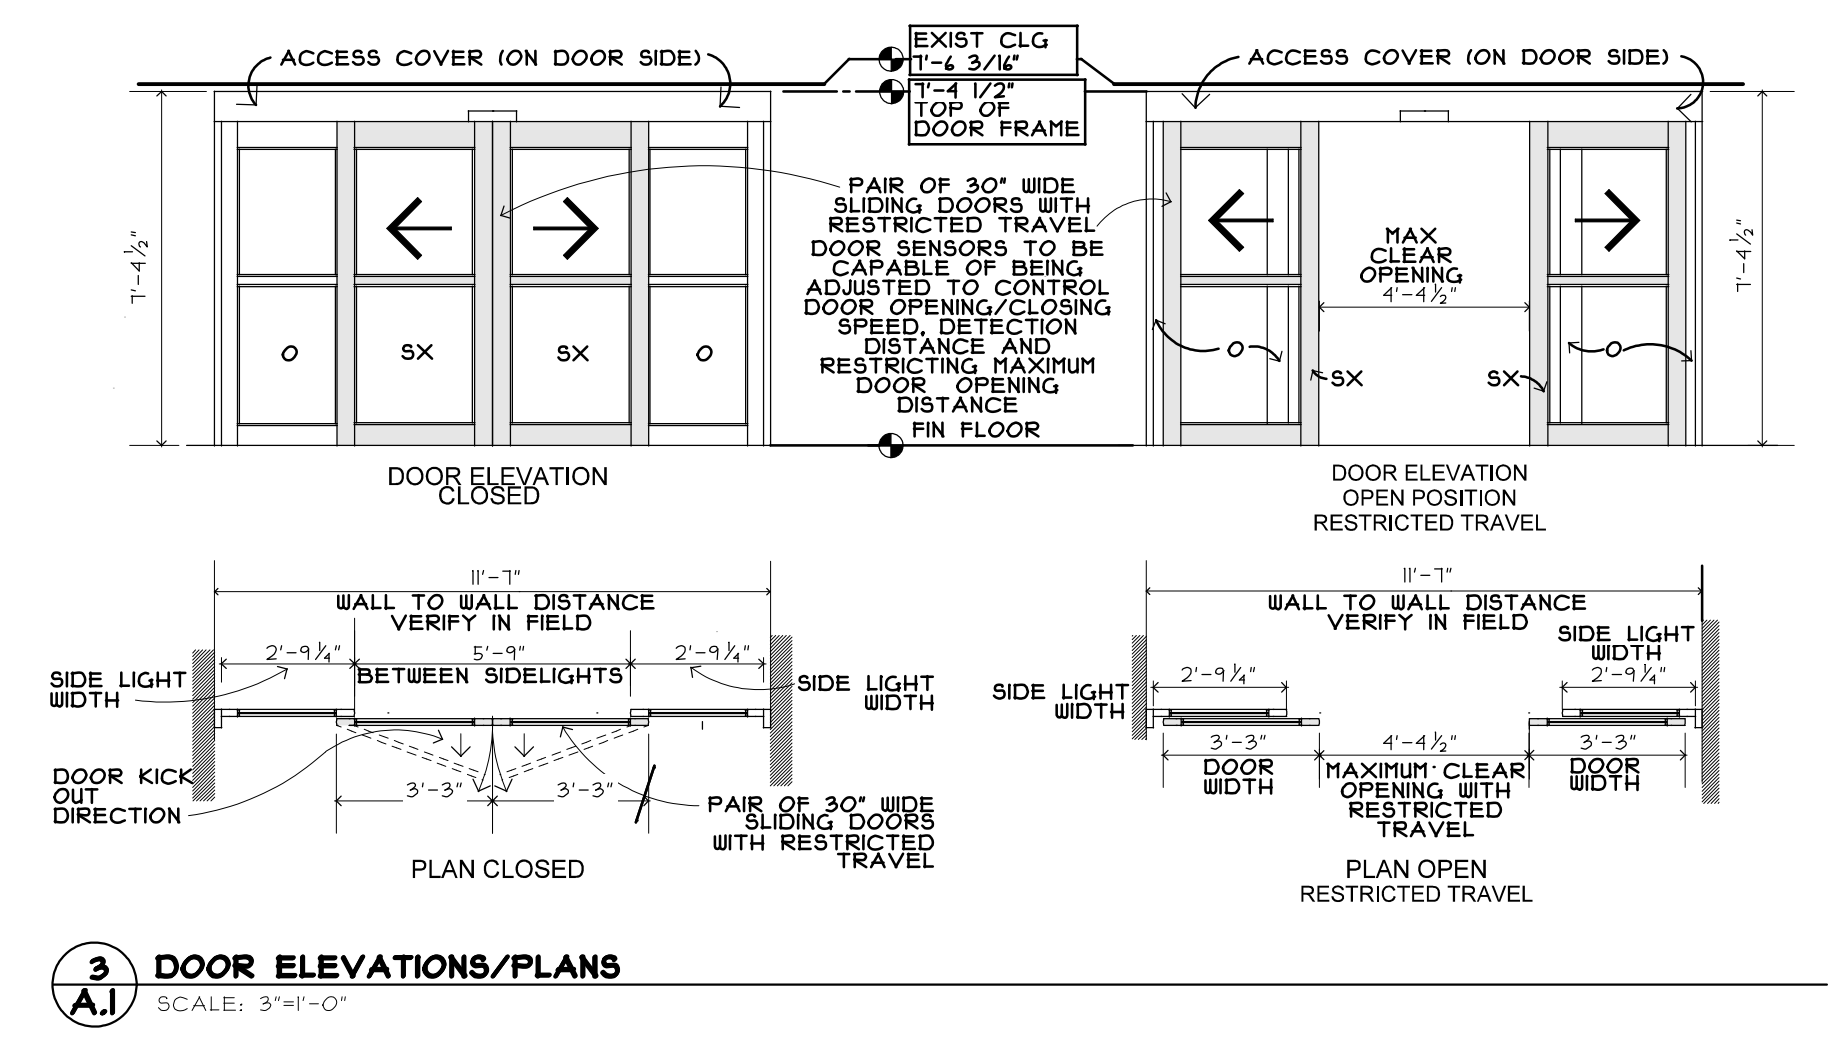 ACCESS COVER (ON DOOR SIDE)
EXIST CLG
7'-6 3/16"
7'-4 1/2"
TOP OF
DOOR FRAME
ACCESS COVER (ON DOOR SIDE)
7'-4 1/2"
O
SX
SX
O
PAIR OF 30" WIDE
SLIDING DOORS WITH
RESTRICTED TRAVEL
DOOR SENSORS TO BE
CAPABLE OF BEING
ADJUSTED TO CONTROL
DOOR OPENING/CLOSING
SPEED, DETECTION
DISTANCE AND
RESTRICTING MAXIMUM
DOOR OPENING
DISTANCE
FIN FLOOR
MAX
CLEAR
OPENING
4'-4 1/2"
O
SX
SX
O
7'-4 1/2"
DOOR ELEVATION
CLOSED
DOOR ELEVATION
OPEN POSITION
RESTRICTED TRAVEL
11'-7"
WALL TO WALL DISTANCE
VERIFY IN FIELD
2'-9 1/4"
5'-9"
2'-9 1/4"
BETWEEN SIDELIGHTS
SIDE LIGHT
WIDTH
SIDE LIGHT
WIDTH
DOOR KICK
OUT
DIRECTION
3'-3"
3'-3"
PAIR OF 30" WIDE
SLIDING DOORS
WITH RESTRICTED
TRAVEL
PLAN CLOSED
11'-7"
WALL TO WALL DISTANCE
VERIFY IN FIELD
SIDE LIGHT
WIDTH
SIDE LIGHT
WIDTH
2'-9 1/4"
2'-9 1/4"
3'-3"
4'-4 1/2"
3'-3"
DOOR
WIDTH
MAXIMUM CLEAR
OPENING WITH
RESTRICTED
TRAVEL
DOOR
WIDTH
PLAN OPEN
RESTRICTED TRAVEL
3
A.1
DOOR ELEVATIONS/PLANS
SCALE: 3"=1'-0"